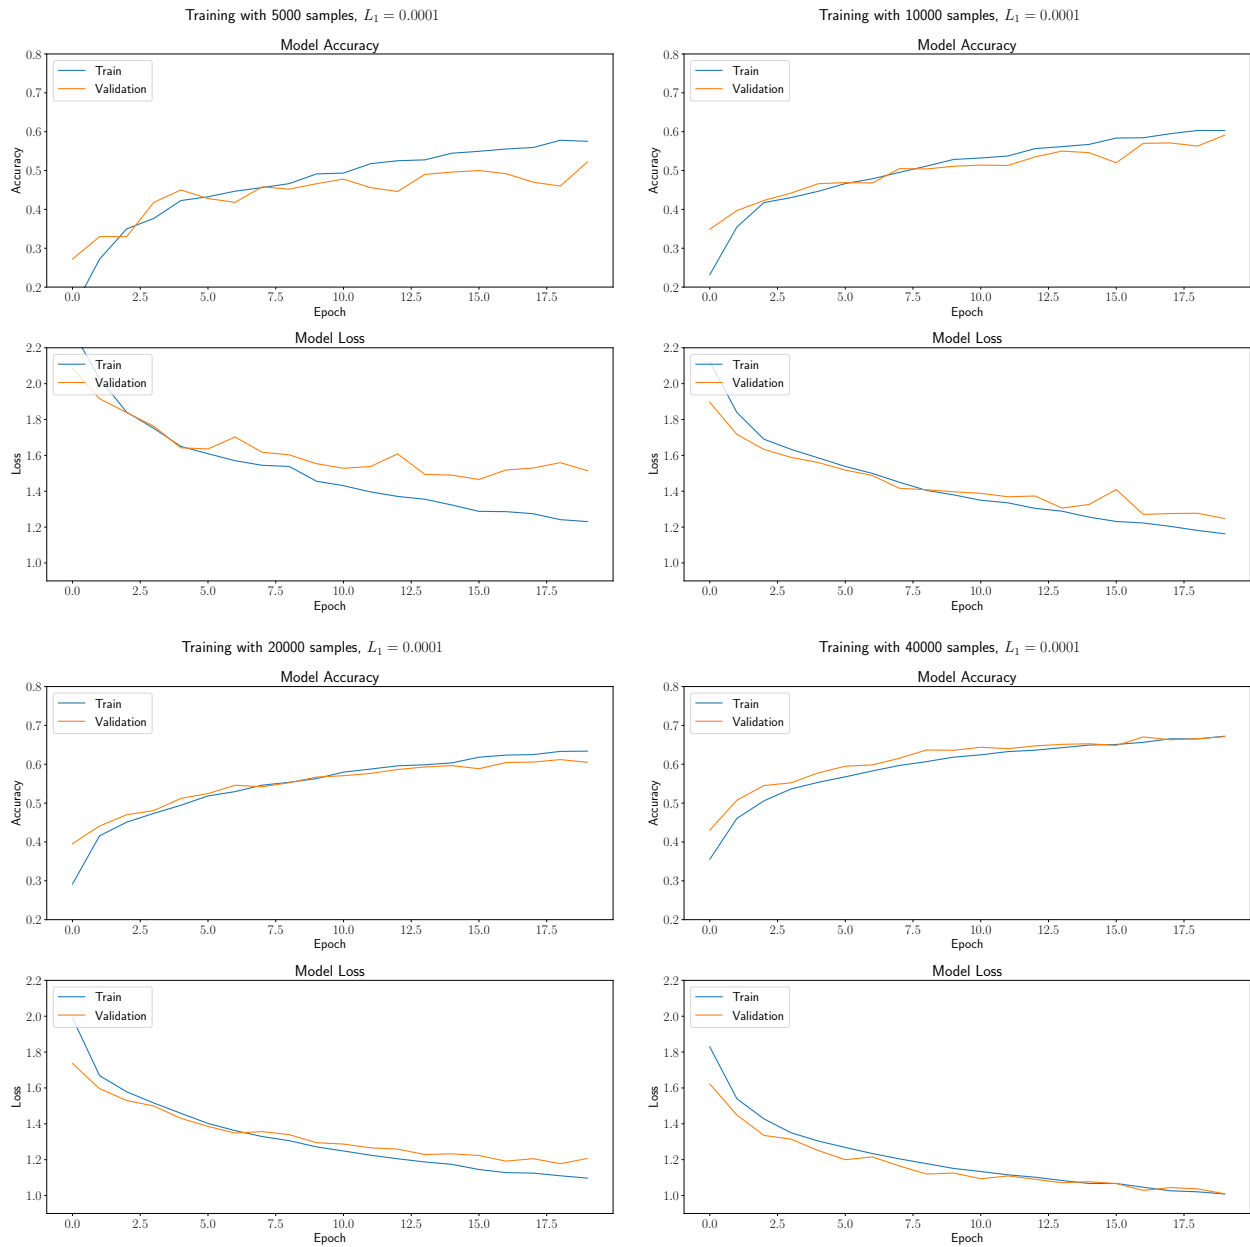 Training with 5000 samples, L₁ = 0.0001
Model Accuracy
0.8
0.7
0.6
0.5
0.4
0.3
0.2
Accuracy
Train
Validation
0.0 2.5 5.0 7.5 10.0 12.5 15.0 17.5
Epoch
Model Loss
2.2
2.0
1.8
1.6
1.4
1.2
1.0
Loss
Train
Validation
0.0 2.5 5.0 7.5 10.0 12.5 15.0 17.5
Epoch
Training with 10000 samples, L₁ = 0.0001
Model Accuracy
0.8
0.7
0.6
0.5
0.4
0.3
0.2
Accuracy
Train
Validation
0.0 2.5 5.0 7.5 10.0 12.5 15.0 17.5
Epoch
Model Loss
2.2
2.0
1.8
1.6
1.4
1.2
1.0
Loss
Train
Validation
0.0 2.5 5.0 7.5 10.0 12.5 15.0 17.5
Epoch
Training with 20000 samples, L₁ = 0.0001
Model Accuracy
0.8
0.7
0.6
0.5
0.4
0.3
0.2
Accuracy
Train
Validation
0.0 2.5 5.0 7.5 10.0 12.5 15.0 17.5
Epoch
Model Loss
2.2
2.0
1.8
1.6
1.4
1.2
1.0
Loss
Train
Validation
0.0 2.5 5.0 7.5 10.0 12.5 15.0 17.5
Epoch
Training with 40000 samples, L₁ = 0.0001
Model Accuracy
0.8
0.7
0.6
0.5
0.4
0.3
0.2
Accuracy
Train
Validation
0.0 2.5 5.0 7.5 10.0 12.5 15.0 17.5
Epoch
Model Loss
2.2
2.0
1.8
1.6
1.4
1.2
1.0
Loss
Train
Validation
0.0 2.5 5.0 7.5 10.0 12.5 15.0 17.5
Epoch